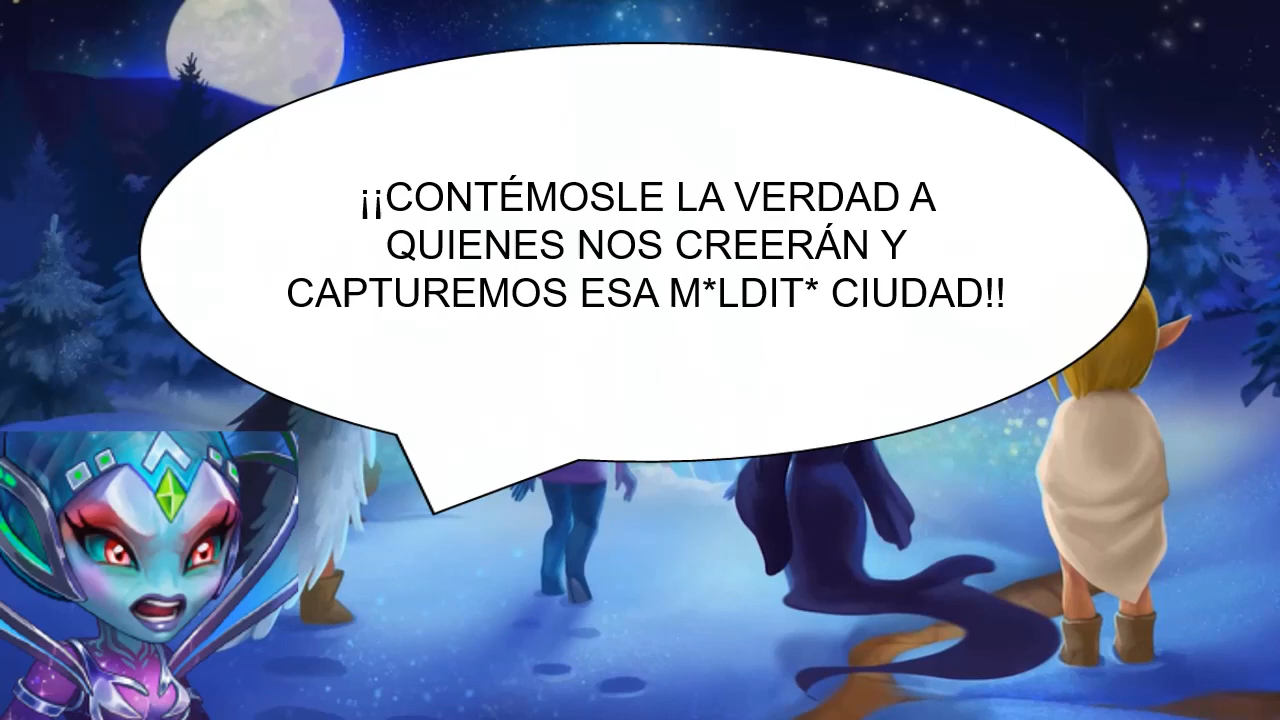 ¡¡CONTÉMOSLE LA VERDAD A
QUIENES NOS CREERÁN Y
CAPTUREMOS ESA M*LDIT* CIUDAD!!